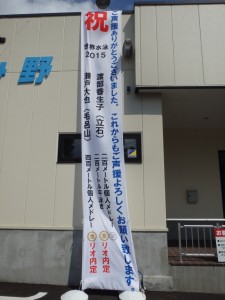 祝
世界水泳
2015
ご声援ありがとうございました。これからもご声援よろしくお願い致します
渡部香生子（立石）
二百メートル個人メドレー
二百メートル平泳ぎ
リオ内定
瀬戸大也（毛呂山）
四百メートル個人メドレー
リオ内定
野